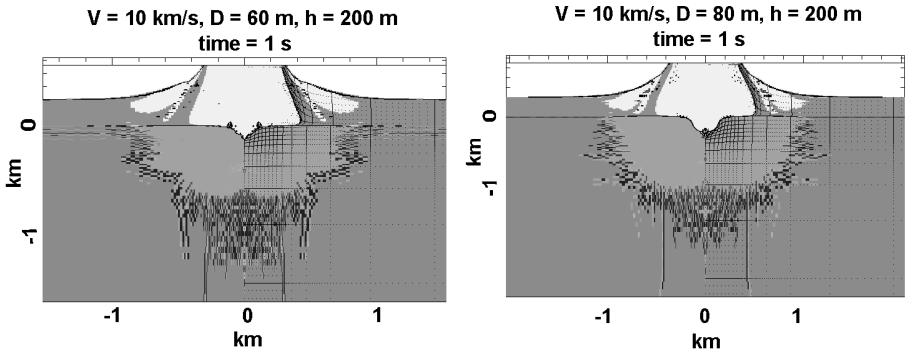 V = 10 km/s, D = 60 m, h = 200 m
time = 1 s
0
-1
km
-1
0
1
km
V = 10 km/s, D = 80 m, h = 200 m
time = 1 s
0
-1
km
-1
0
1
km